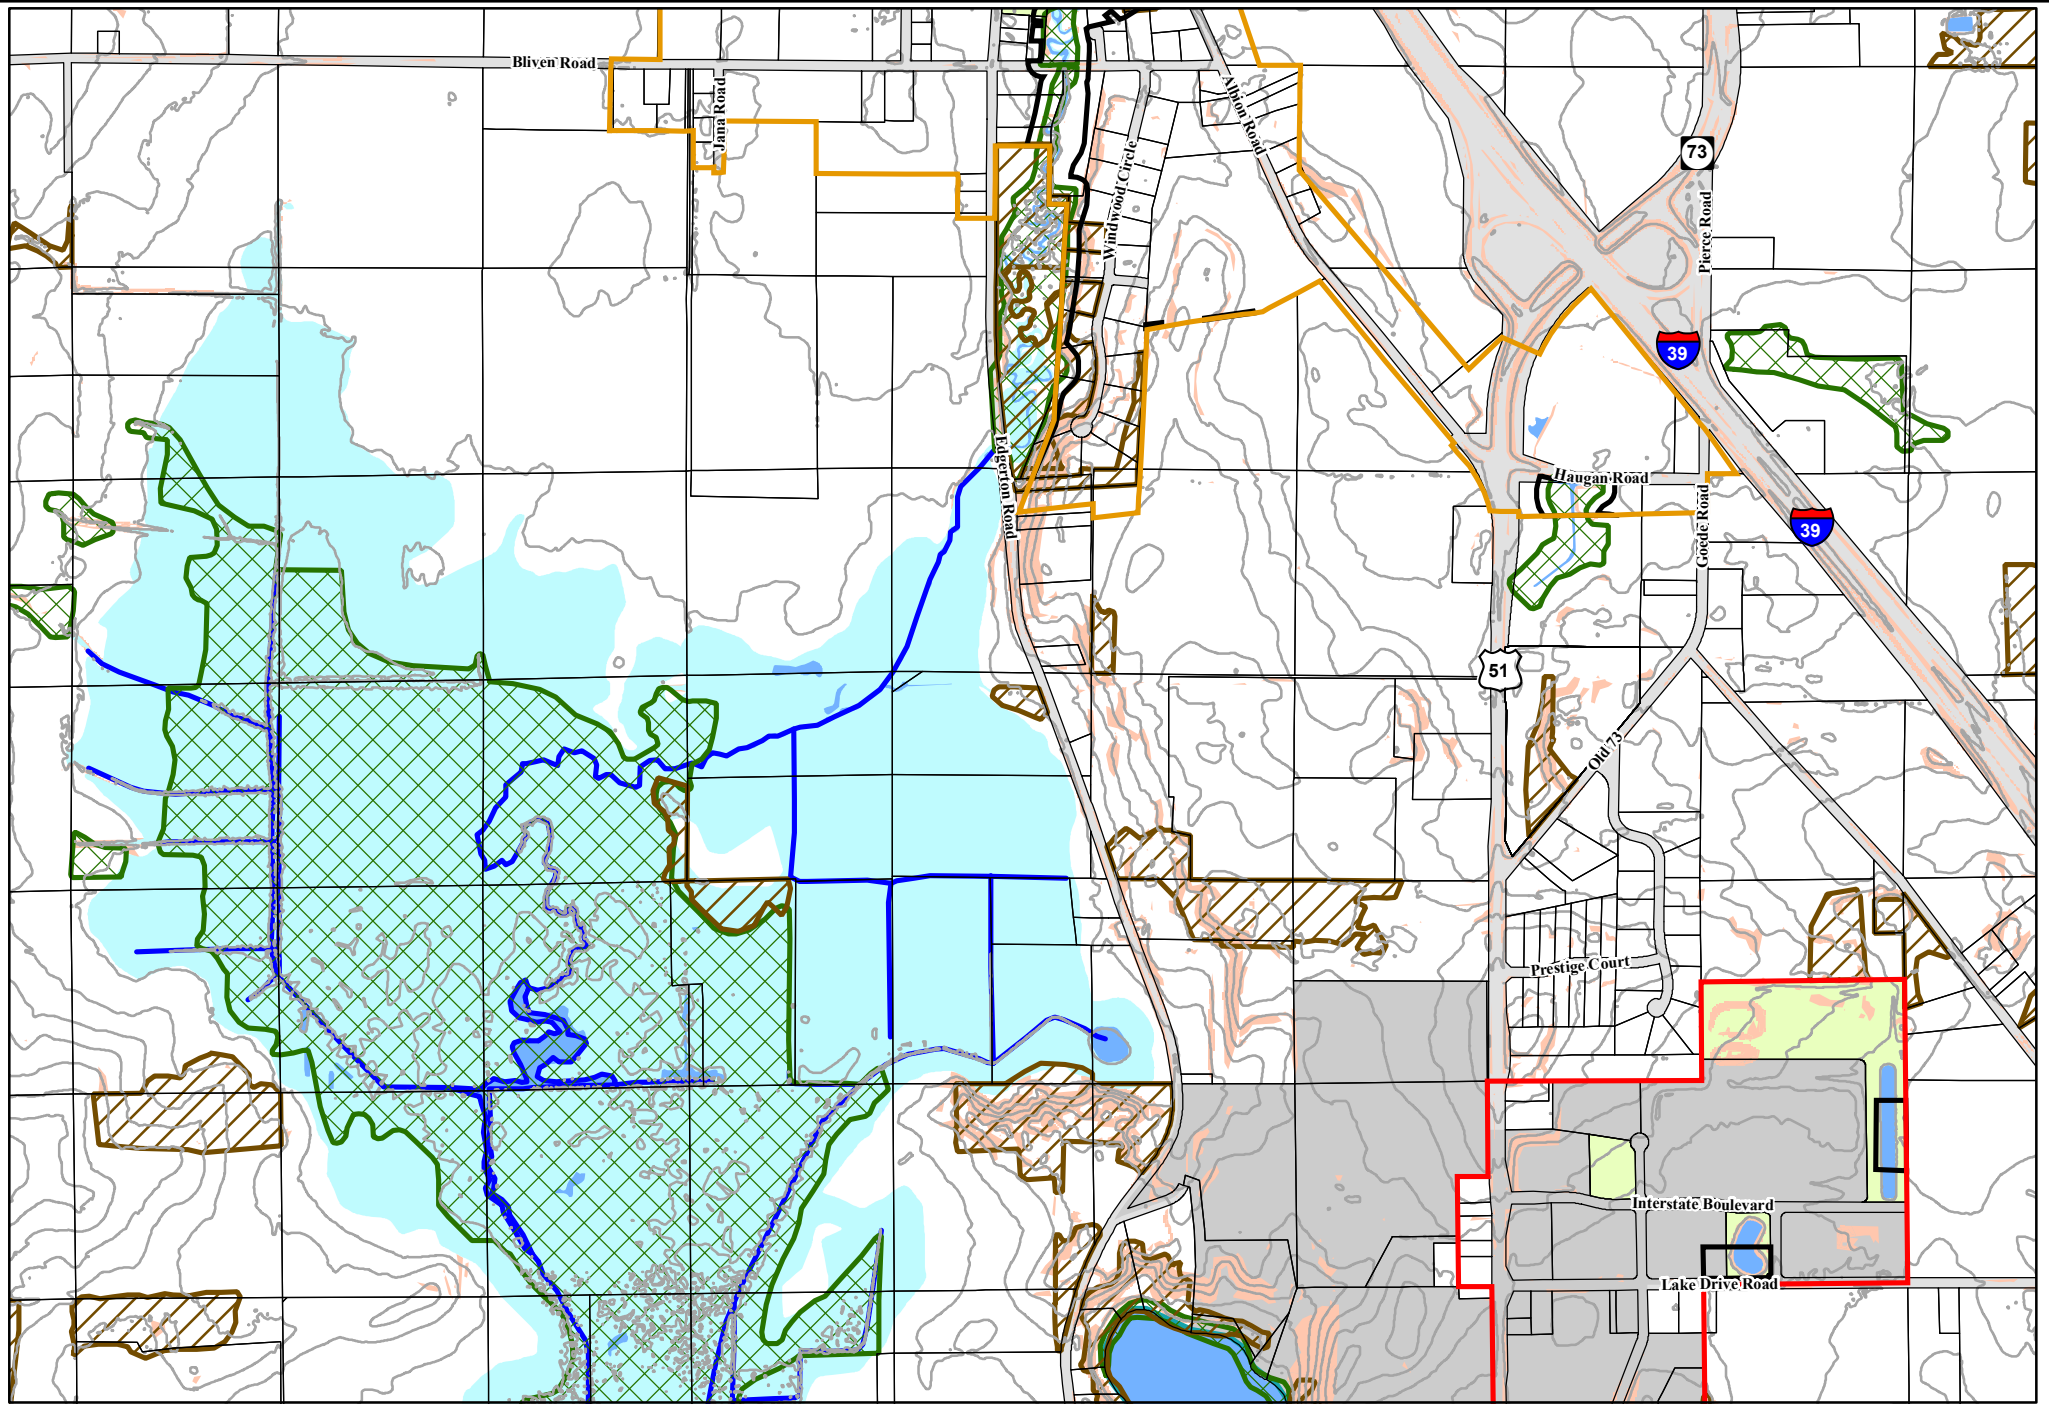 Bliven Road
Jana Road
Albion Road
73
Windwood Circle
Pierce Road
39
Edgerton Road
Haugan Road
Goede Road
39
51
Old 73
Prestige Court
Interstate Boulevard
Lake Drive Road